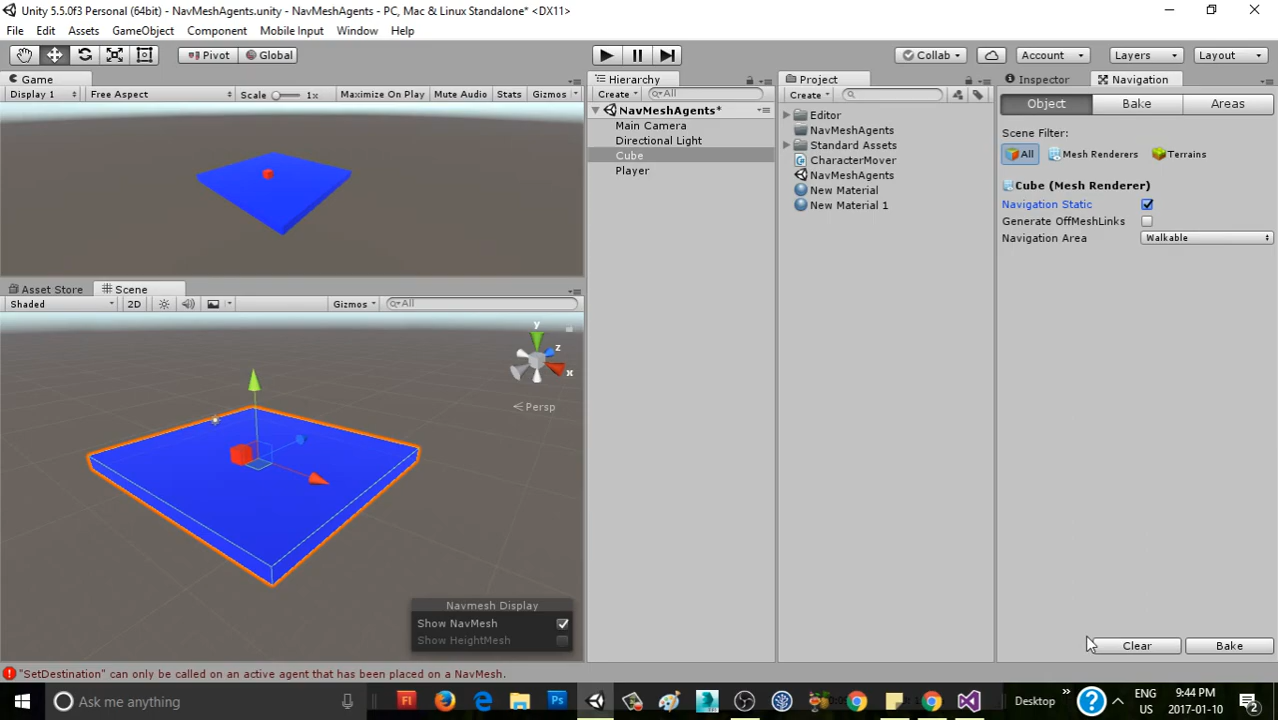 Unity 5.5.0f3 Personal (64bit) - NavMeshAgents.unity - NavMeshAgents - PC, Mac & Linux Standalone* <DX11>
File Edit Assets GameObject Component Mobile Input Window Help
Pivot Global Collab Account Layers Layout
Game Hierarchy Project Inspector Navigation
Display 1 Free Aspect Scale 1x Maximize On Play Mute Audio Stats Gizmos Create All Create
Object Bake Areas
NavMeshAgents*
Main Camera
Directional Light
Cube
Player
Editor
NavMeshAgents
Standard Assets
CharacterMover
NavMeshAgents
New Material
New Material 1
Scene Filter:
All Mesh Renderers Terrains
Cube (Mesh Renderer)
Navigation Static
Generate OffMeshLinks
Navigation Area Walkable
Asset Store Scene
Shaded 2D Gizmos All
y
z
x
Persp
Navmesh Display
Show NavMesh
Show HeightMesh
Clear Bake
"SetDestination" can only be called on an active agent that has been placed on a NavMesh.
Ask me anything Fl Ps Desktop ENG 9:44 PM
US 2017-01-10 2